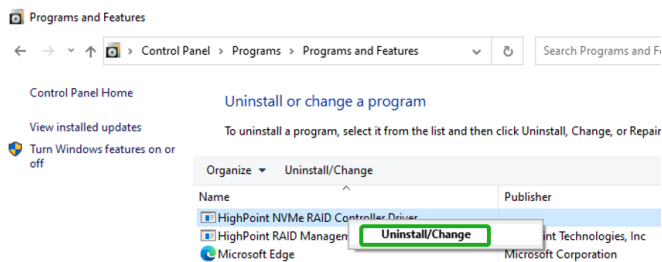 Programs and Features
Control Panel > Programs > Programs and Features
Search Programs and
Control Panel Home
Uninstall or change a program
View installed updates
To uninstall a program, select it from the list and then click Uninstall, Change, or Repair
Turn Windows features on or
off
Organize Uninstall/Change
Name Publisher
HighPoint NVMe RAID Controller Driver
Uninstall/Change
HighPoint RAID Managem int Technologies, Inc
Microsoft Edge Microsoft Corporation